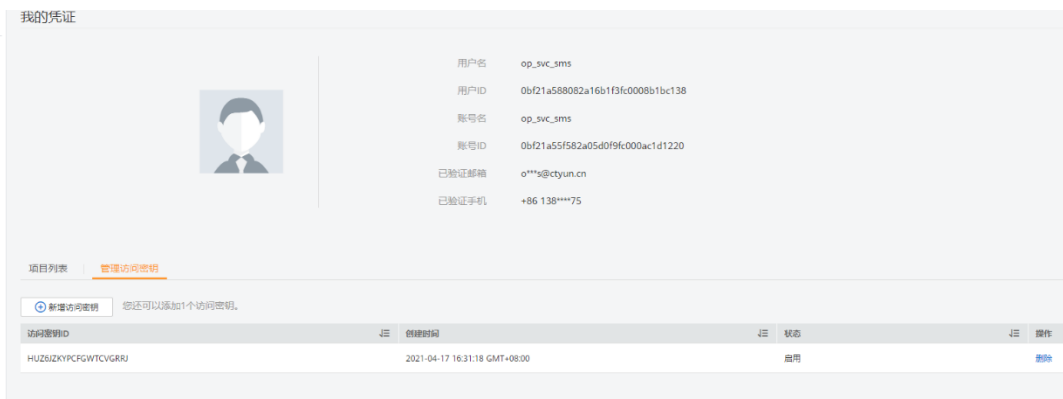 我的凭证
用户名 op_svc_sms
用户ID 0bf21a588082a16b1f3fc0008b1bc138
账号名 op_svc_sms
账号ID 0bf21a55f582a05d0f9fc000ac1d1220
已验证邮箱 o***s@ctyun.cn
已验证手机 +86 138****75
项目列表 管理访问密钥
新增访问密钥 您还可以添加1个访问密钥。
访问密钥ID 创建时间 状态 操作
HUZ6JZKYPCFGWTCVGRRJ 2021-04-17 16:31:18 GMT+08:00 启用 删除